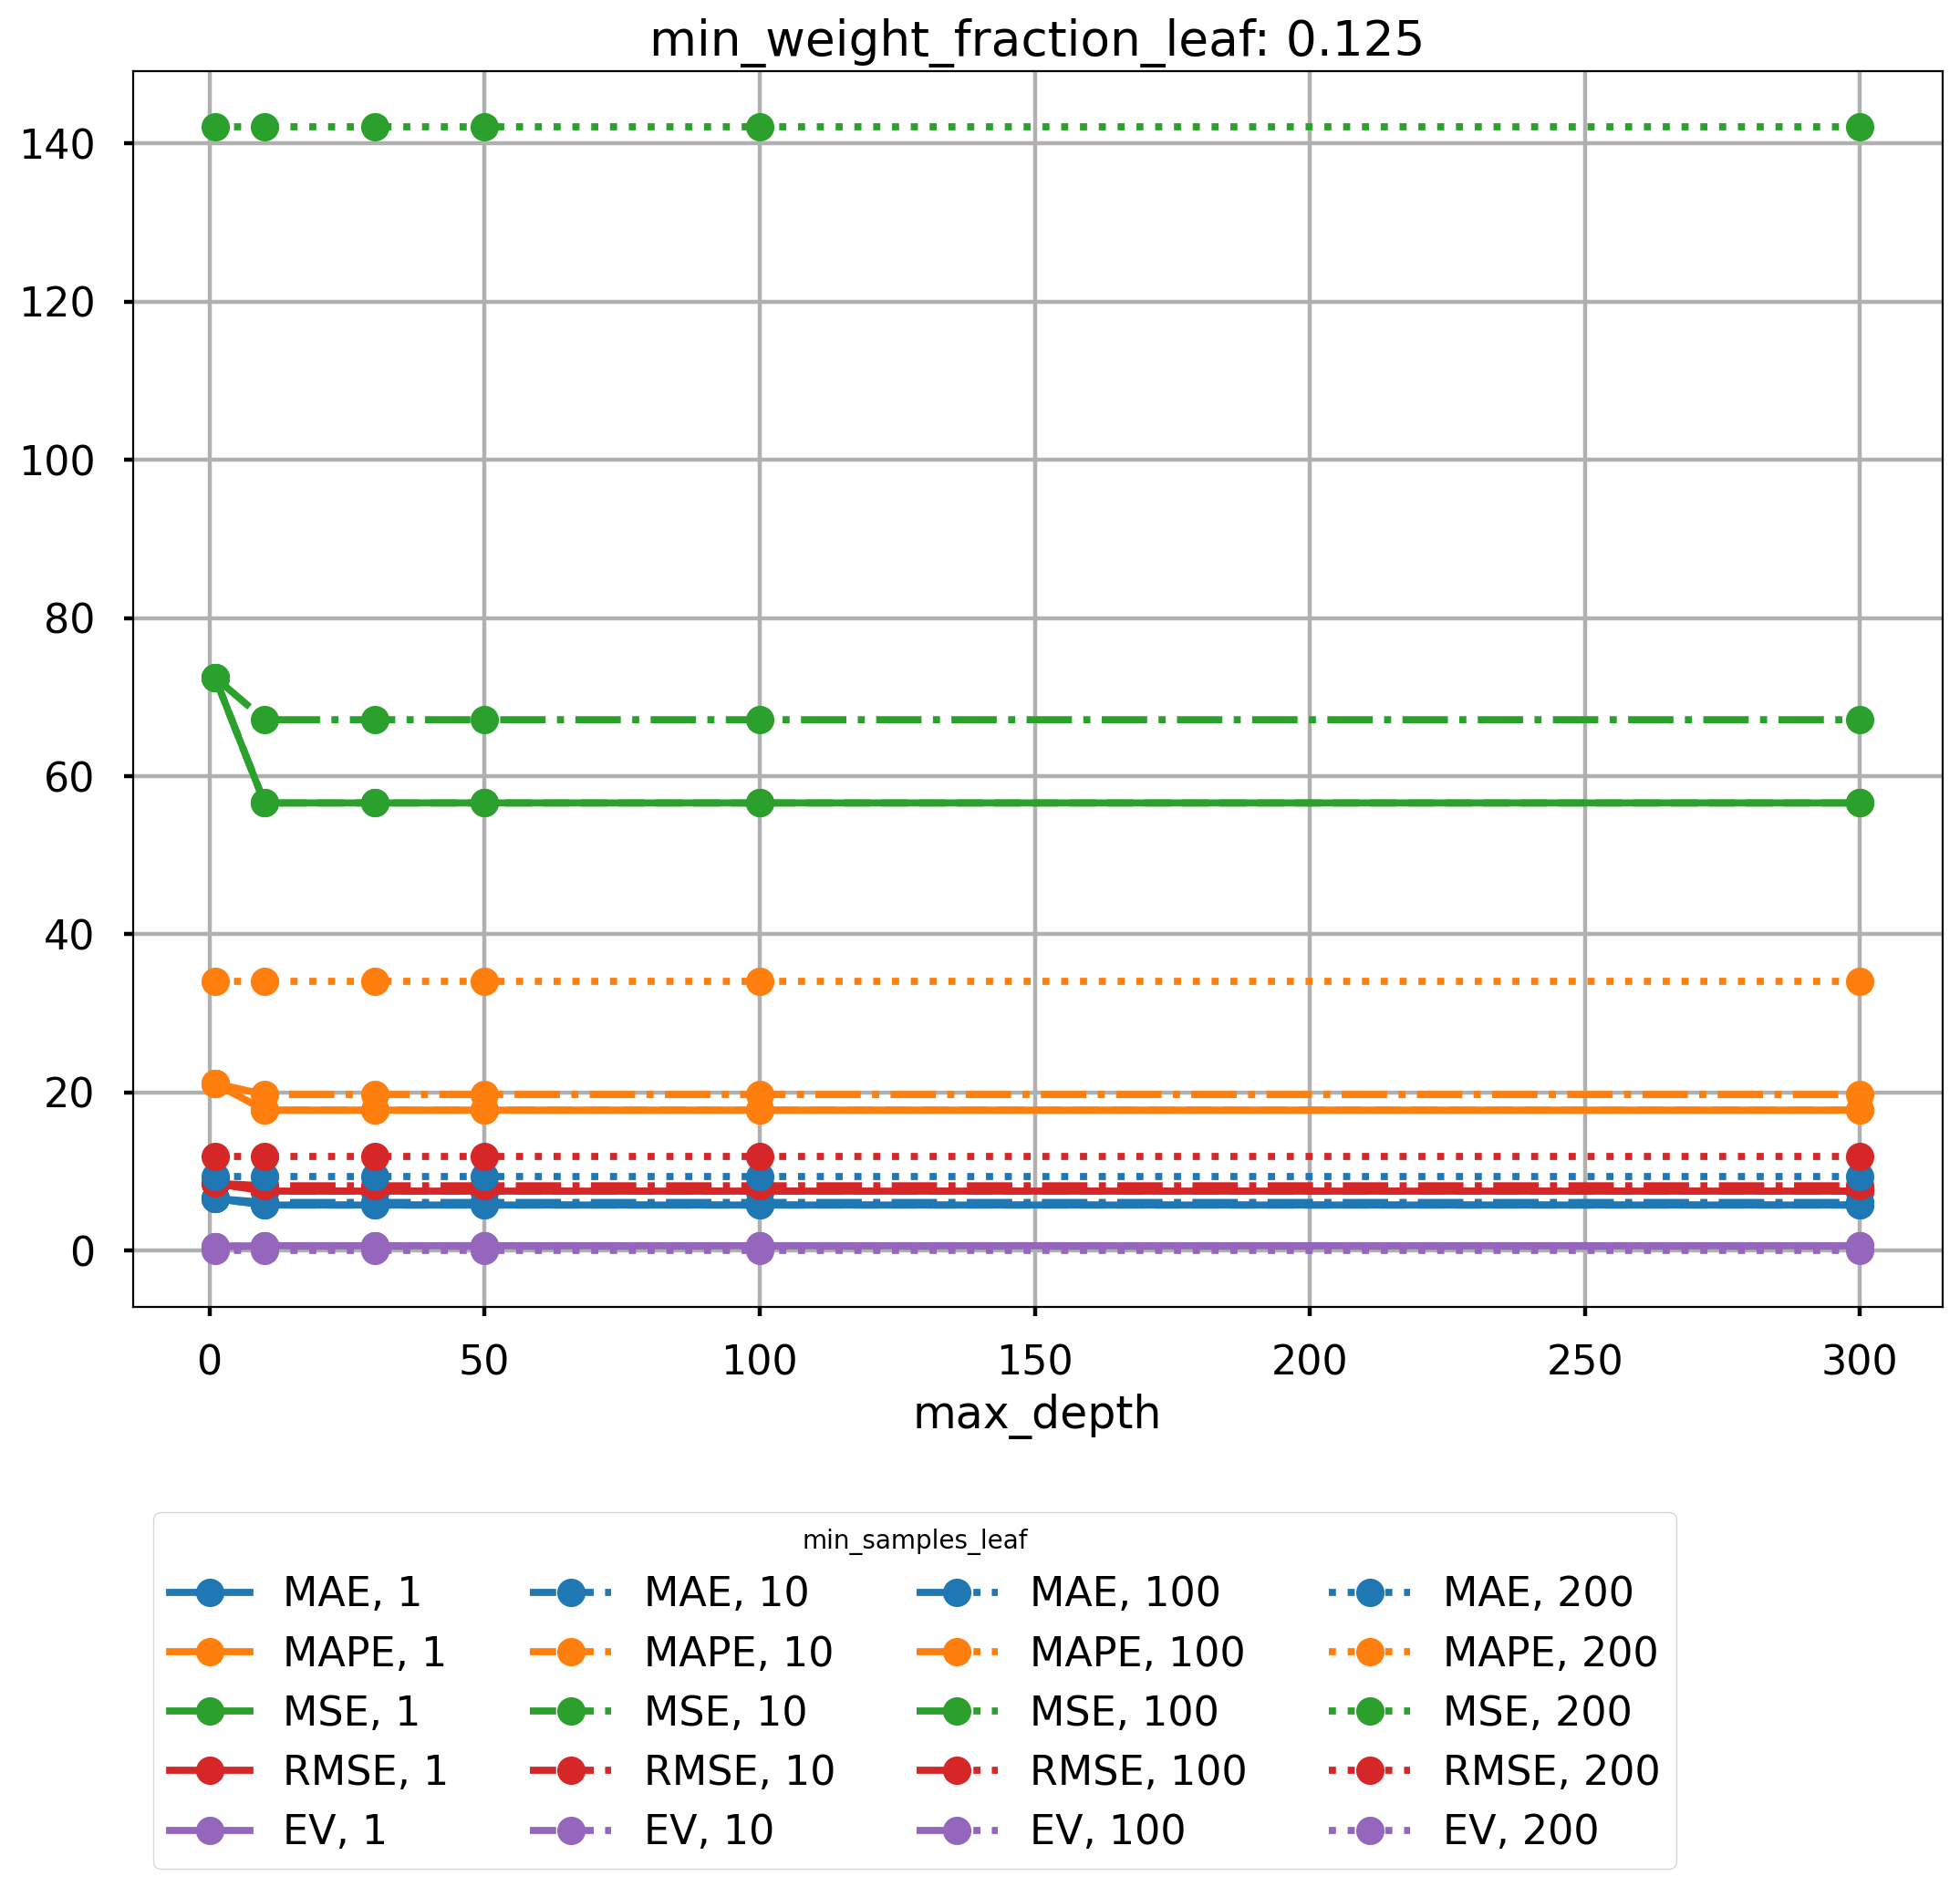 min_weight_fraction_leaf: 0.125
140
120
100
80
60
40
20
0
0 50 100 150 200 250 300
max_depth
min_samples_leaf
MAE, 1 MAE, 10 MAE, 100 MAE, 200
MAPE, 1 MAPE, 10 MAPE, 100 MAPE, 200
MSE, 1 MSE, 10 MSE, 100 MSE, 200
RMSE, 1 RMSE, 10 RMSE, 100 RMSE, 200
EV, 1 EV, 10 EV, 100 EV, 200